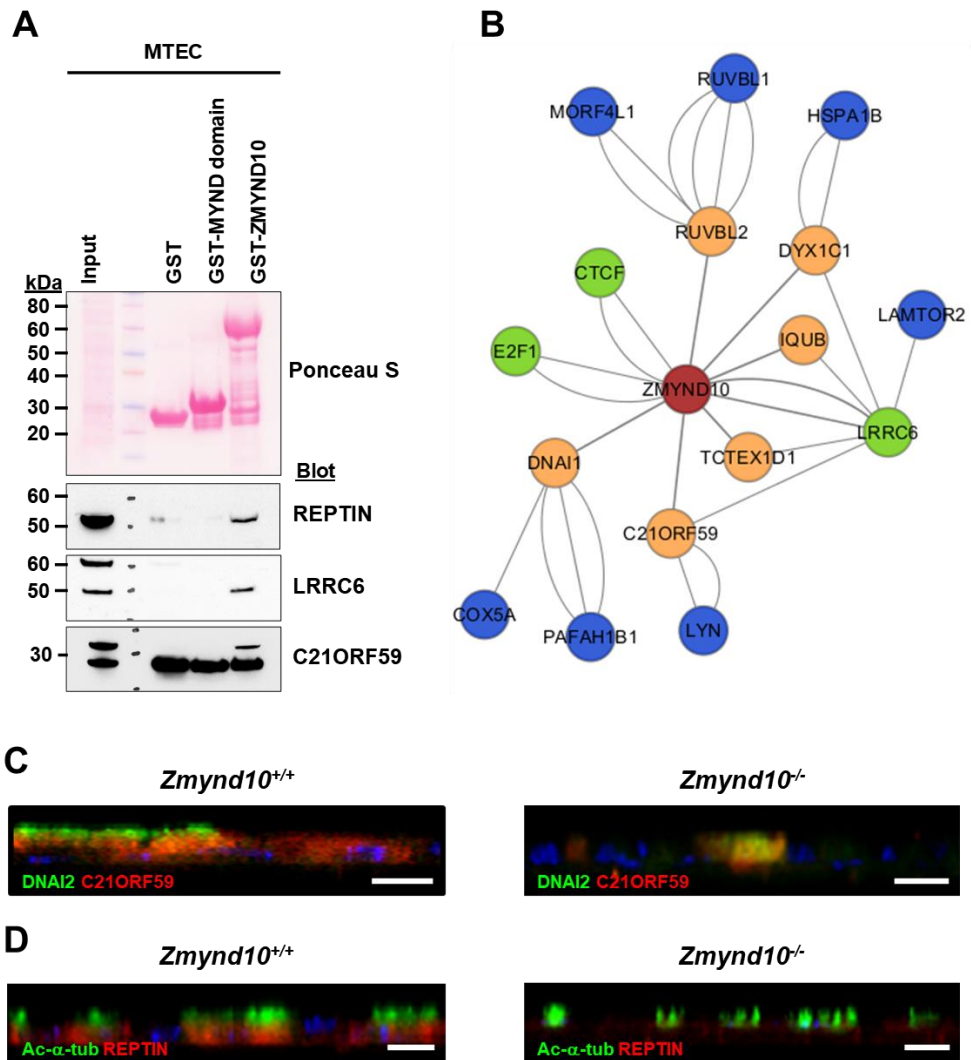 A
MTEC
Input
GST
GST-MYND domain
GST-ZMYND10
kDa
80
60
50
40
30
20
Ponceau S
Blot
60
50
REPTIN
60
50
LRRC6
30
C21ORF59
B
RUVBL1
MORF4L1
HSPA1B
RUVBL2
DYX1C1
CTCF
LAMTOR2
IQUB
E2F1
ZMYND10
LRRC6
DNAI1
TCTEX1D1
C21ORF59
COX5A
PAFAH1B1
LYN
C
Zmynd10+/+
Zmynd10-/-
DNAI2 C21ORF59
DNAI2 C21ORF59
D
Zmynd10+/+
Zmynd10-/-
Ac-α-tub REPTIN
Ac-α-tub REPTIN